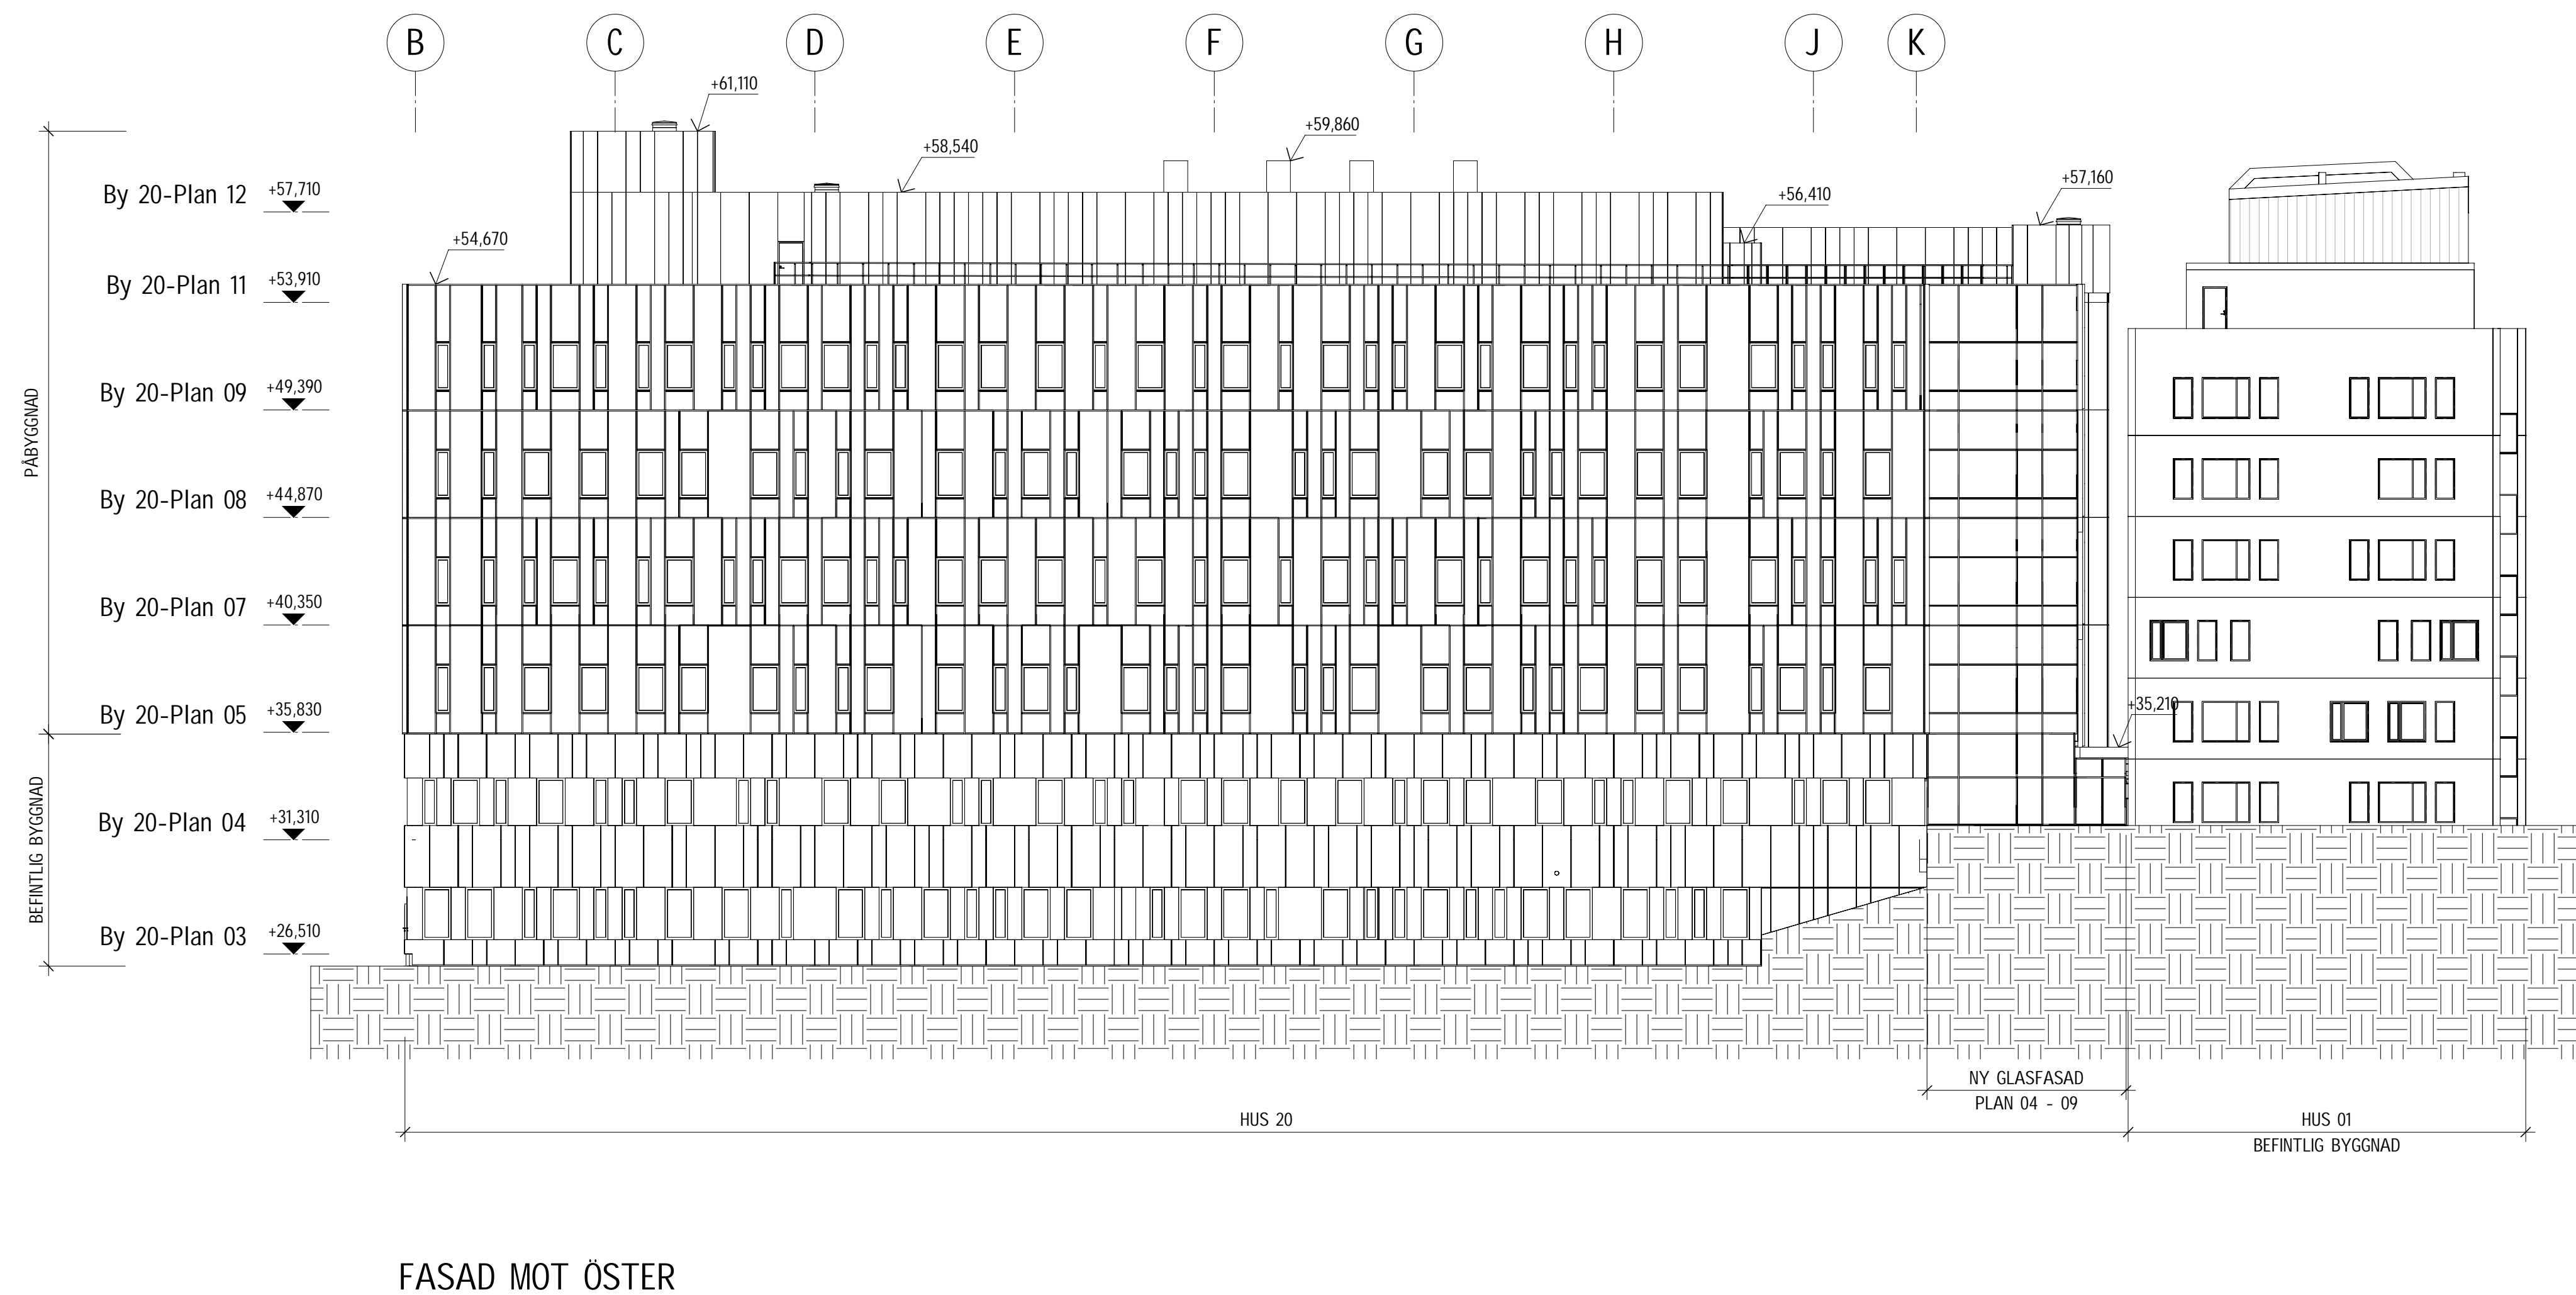 B C D E F G H J K
+61,110
+59,860
+58,540
+57,160
By 20-Plan 12 +57,710
+56,410
+54,670
By 20-Plan 11 +53,910
By 20-Plan 09 +49,390
PÅBYGGNAD
By 20-Plan 08 +44,870
By 20-Plan 07 +40,350
By 20-Plan 05 +35,830
+35,210
By 20-Plan 04 +31,310
BEFINTLIG BYGGNAD
By 20-Plan 03 +26,510
NY GLASFASAD
PLAN 04 - 09
HUS 20
HUS 01
BEFINTLIG BYGGNAD
FASAD MOT ÖSTER